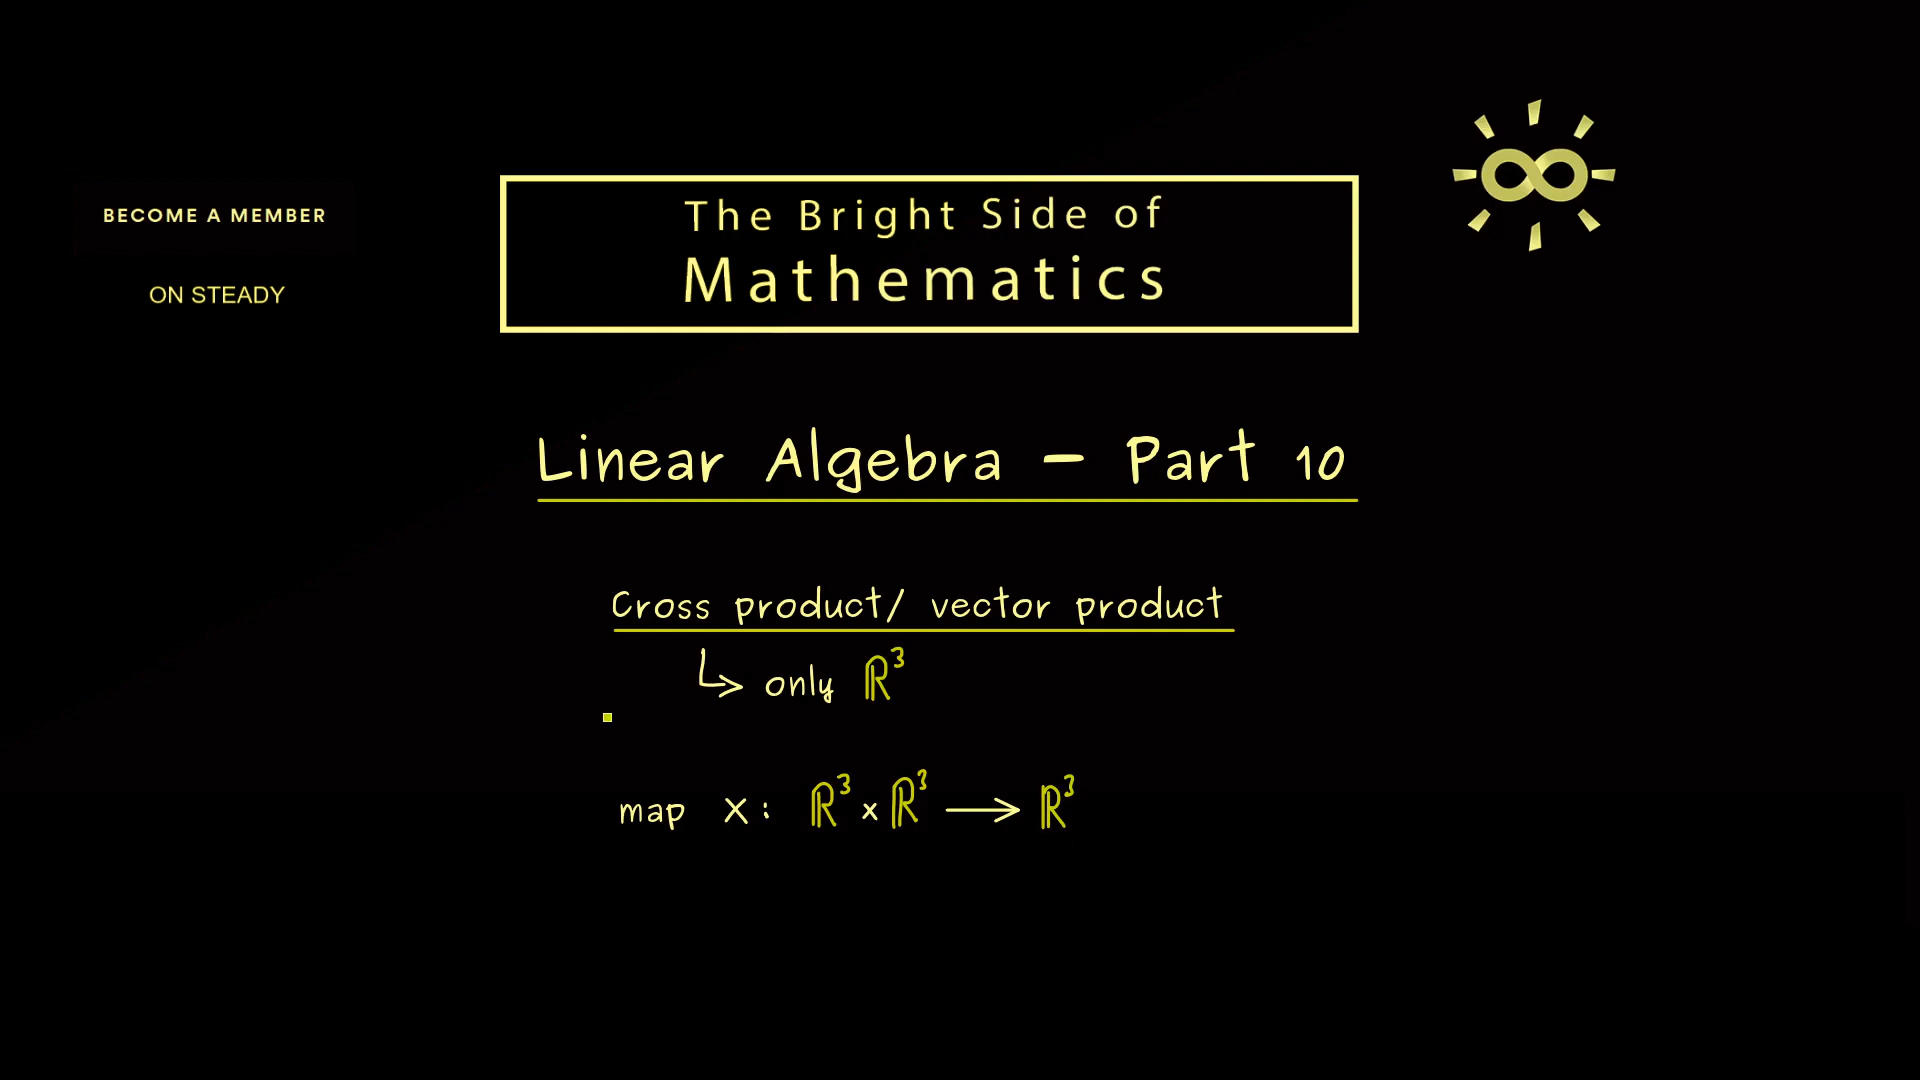 BECOME A MEMBER
ON STEADY
The Bright Side of
Mathematics
Linear Algebra – Part 10
Cross product/ vector product
↳ only ℝ³
map ×: ℝ³ × ℝ³ ⟶ ℝ³